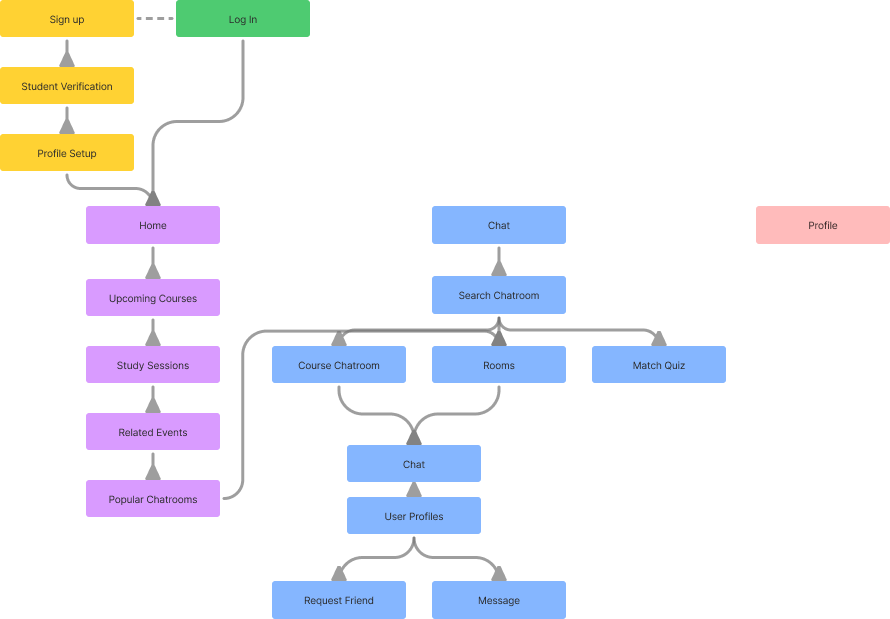 Sign up
Log In
Student Verification
Profile Setup
Home
Chat
Profile
Upcoming Courses
Search Chatroom
Study Sessions
Course Chatroom
Rooms
Match Quiz
Related Events
Chat
Popular Chatrooms
User Profiles
Request Friend
Message